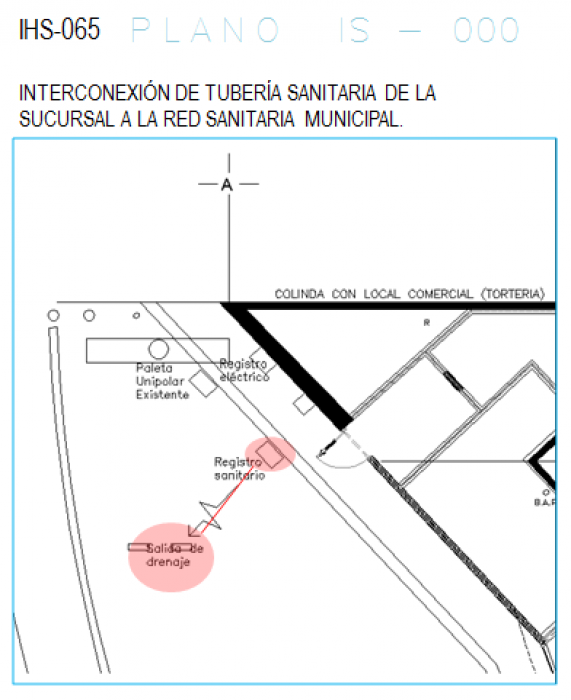 IHS-065 PLANO IS - 000
INTERCONEXIÓN DE TUBERÍA SANITARIA DE LA
SUCURSAL A LA RED SANITARIA MUNICIPAL.
A
COLINDA CON LOCAL COMERCIAL (TORTERIA)
R
Paleta
Unipolar
Existente
Registro
eléctrico
Registro
sanitario
Salida de
drenaje
B.A.P